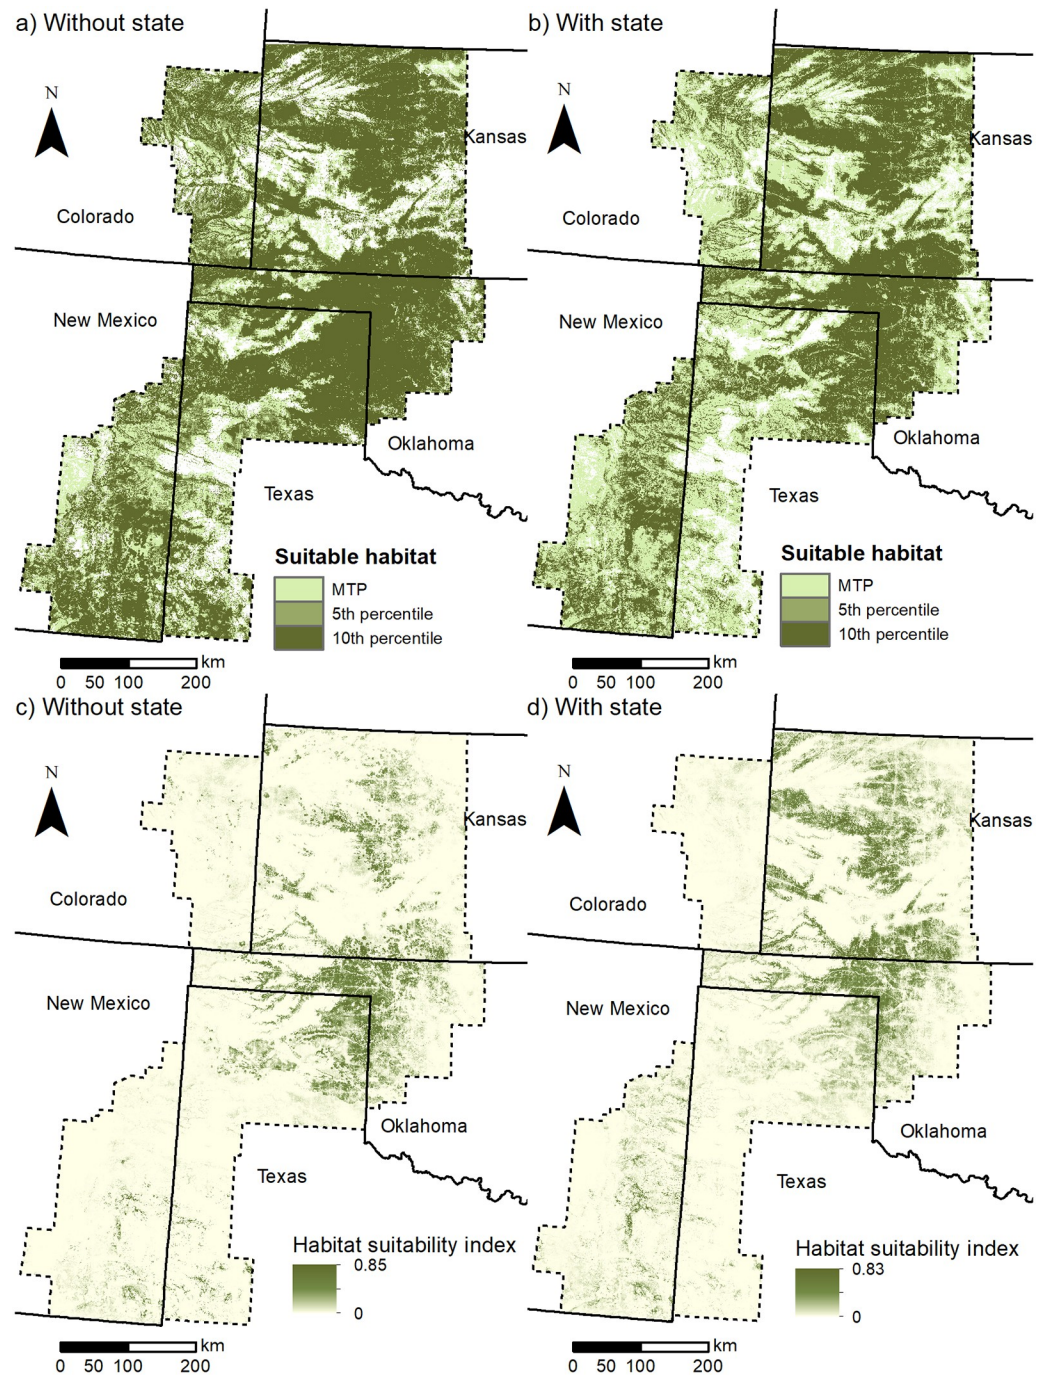 a) Without state
N
Kansas
Colorado
New Mexico
Oklahoma
Texas
Suitable habitat
MTP
5th percentile
10th percentile
km
0 50 100 200
b) With state
N
Kansas
Colorado
New Mexico
Oklahoma
Texas
Suitable habitat
MTP
5th percentile
10th percentile
km
0 50 100 200
c) Without state
N
Kansas
Colorado
New Mexico
Oklahoma
Texas
Habitat suitability index
0.85
0
km
0 50 100 200
d) With state
N
Kansas
Colorado
New Mexico
Oklahoma
Texas
Habitat suitability index
0.83
0
km
0 50 100 200